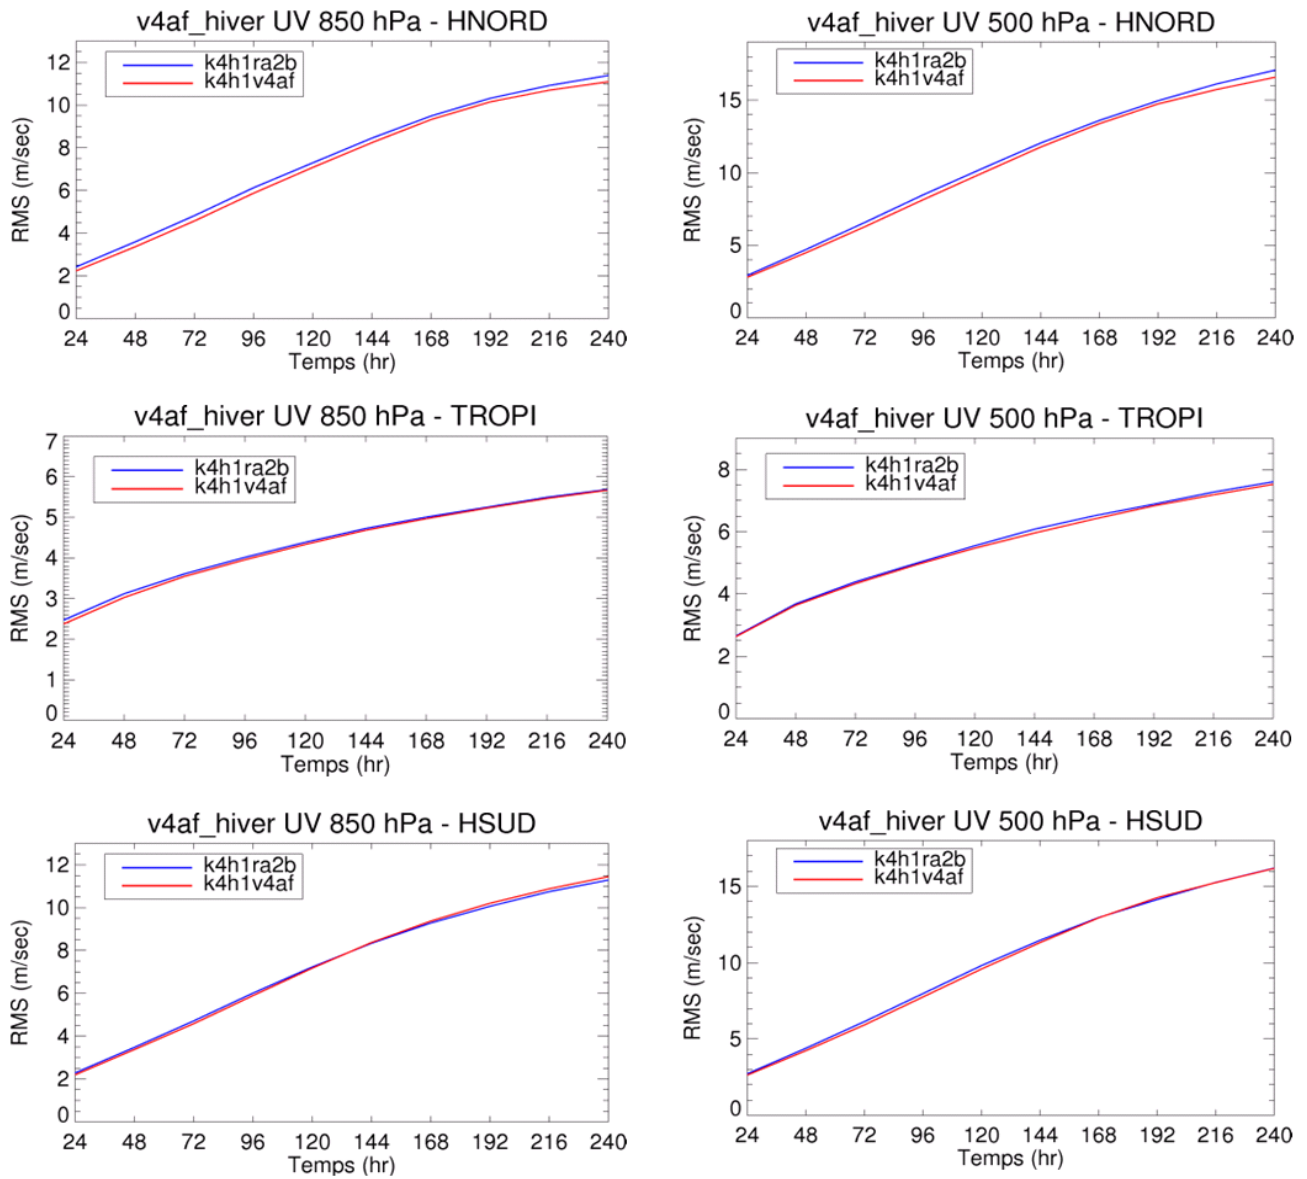 v4af_hiver UV 850 hPa - HNORD
k4h1ra2b
k4h1v4af
RMS (m/sec)
12
10
8
6
4
2
0
24 48 72 96 120 144 168 192 216 240
Temps (hr)
v4af_hiver UV 500 hPa - HNORD
k4h1ra2b
k4h1v4af
RMS (m/sec)
15
10
5
0
24 48 72 96 120 144 168 192 216 240
Temps (hr)
v4af_hiver UV 850 hPa - TROPI
k4h1ra2b
k4h1v4af
RMS (m/sec)
7
6
5
4
3
2
1
0
24 48 72 96 120 144 168 192 216 240
Temps (hr)
v4af_hiver UV 500 hPa - TROPI
k4h1ra2b
k4h1v4af
RMS (m/sec)
8
6
4
2
0
24 48 72 96 120 144 168 192 216 240
Temps (hr)
v4af_hiver UV 850 hPa - HSUD
k4h1ra2b
k4h1v4af
RMS (m/sec)
12
10
8
6
4
2
0
24 48 72 96 120 144 168 192 216 240
Temps (hr)
v4af_hiver UV 500 hPa - HSUD
k4h1ra2b
k4h1v4af
RMS (m/sec)
15
10
5
0
24 48 72 96 120 144 168 192 216 240
Temps (hr)